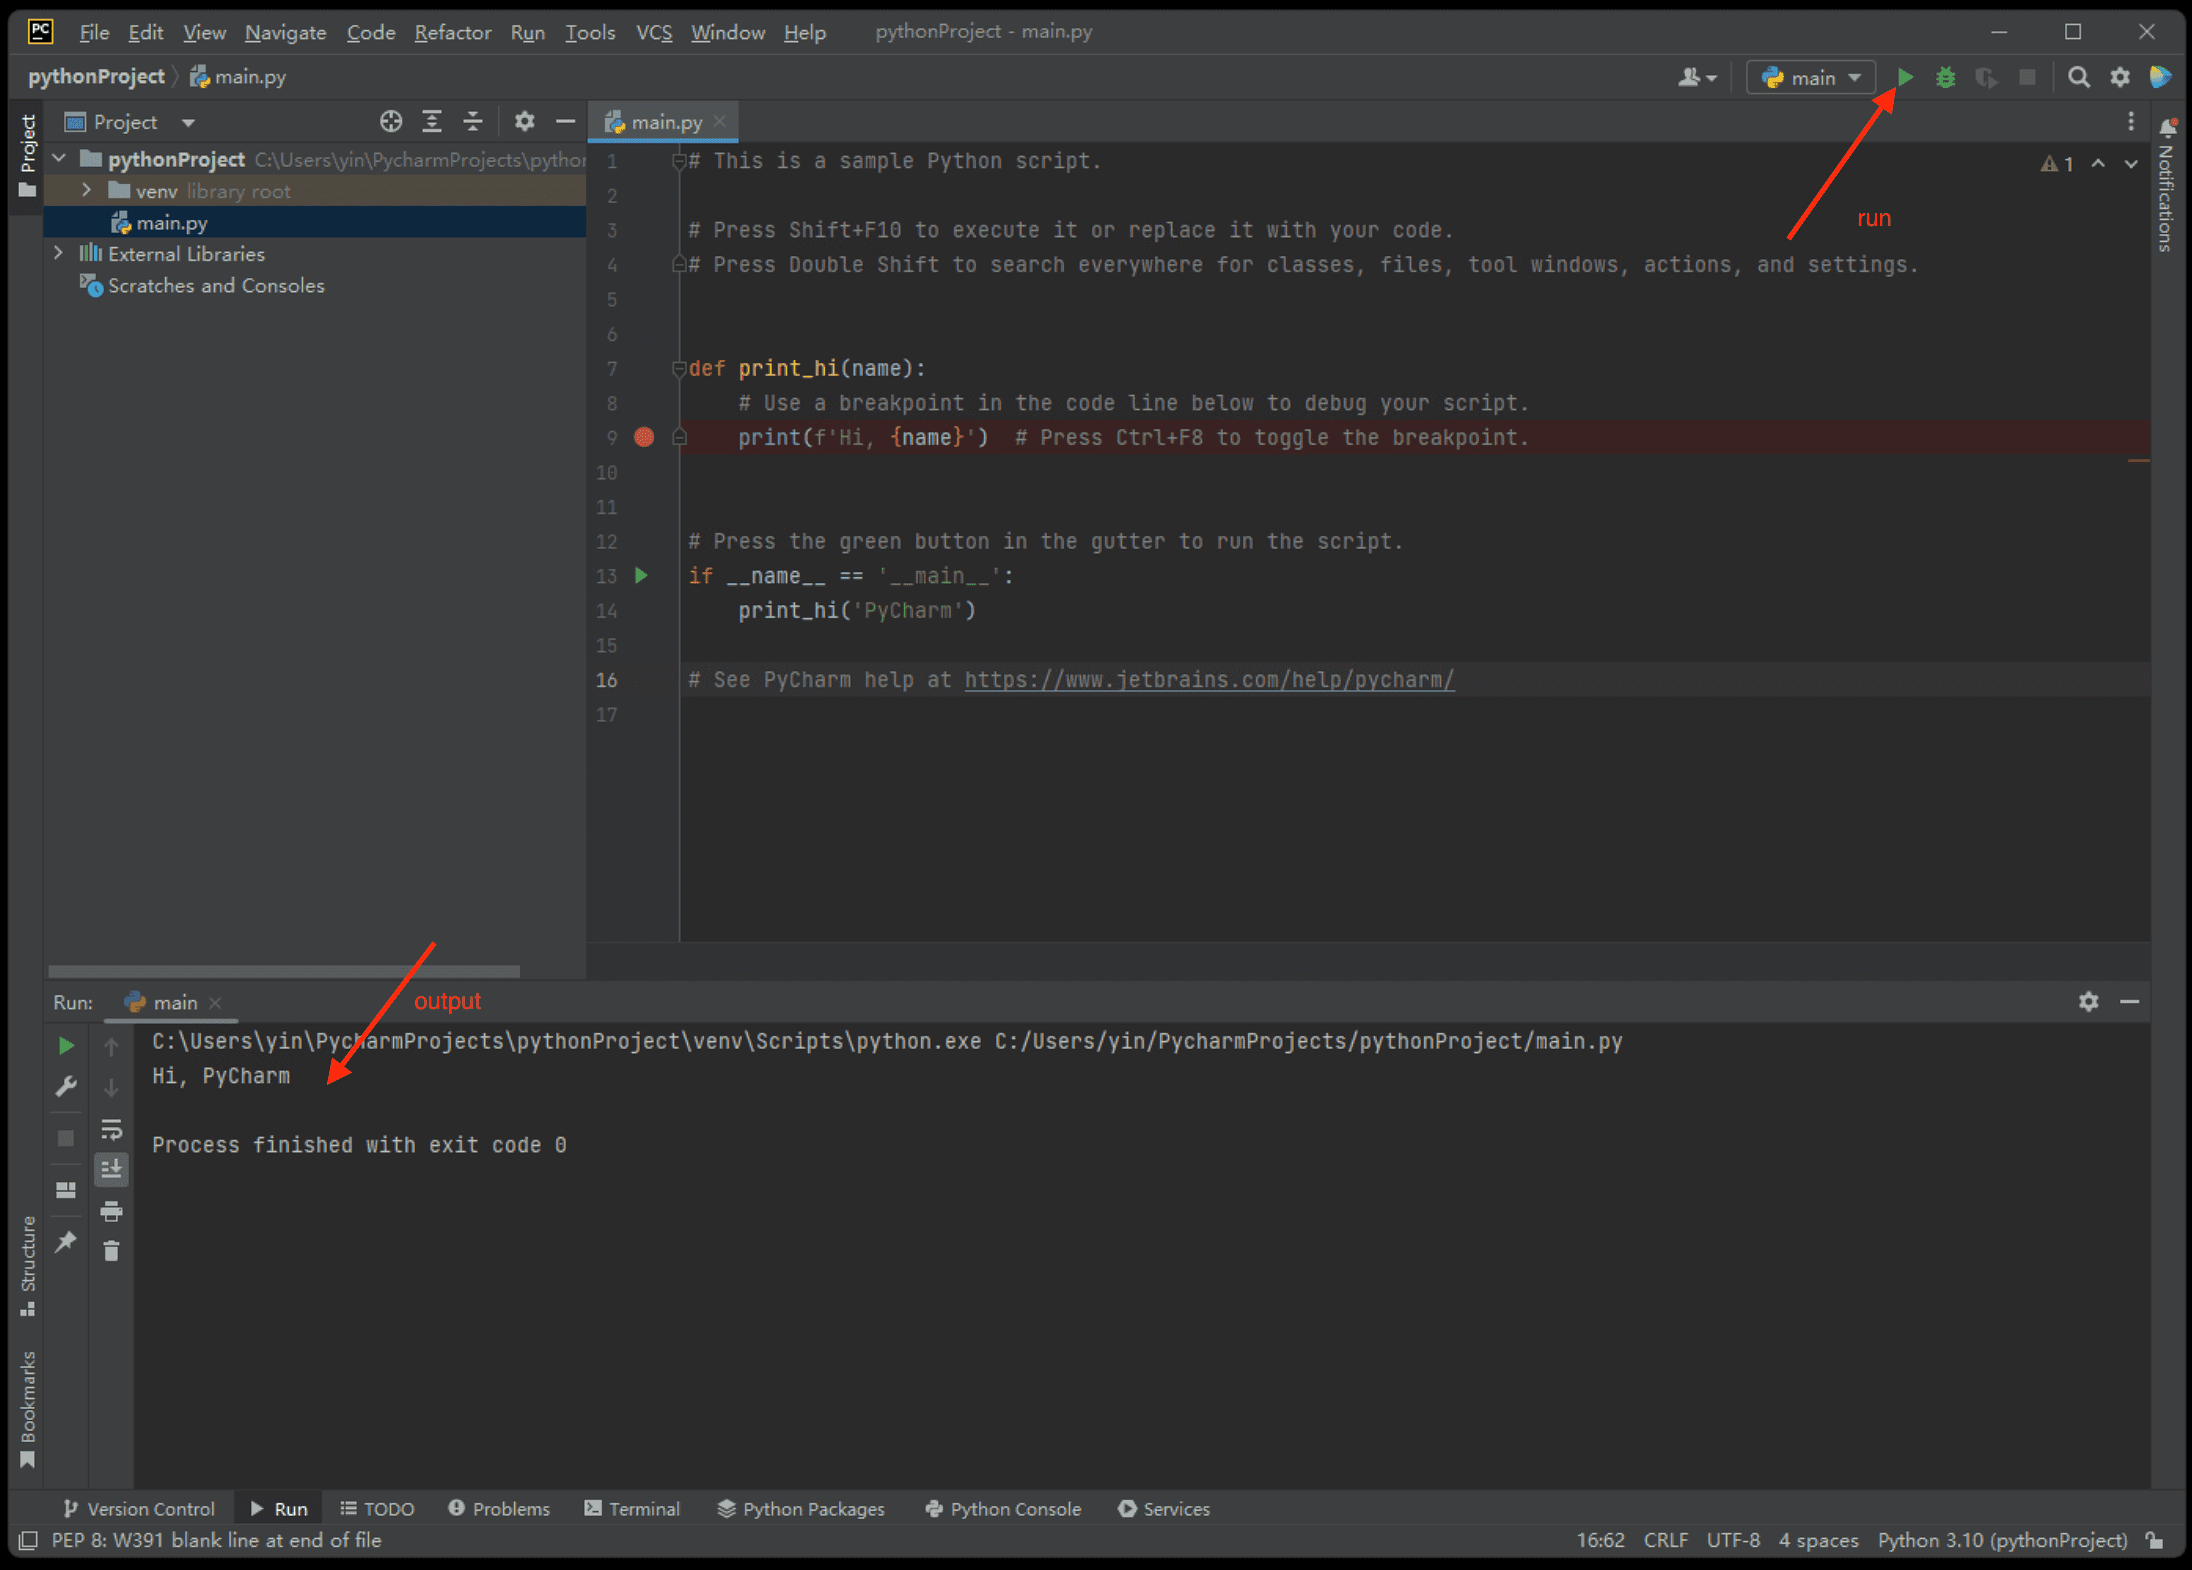 PC File Edit View Navigate Code Refactor Run Tools VCS Window Help pythonProject - main.py
pythonProject main.py main
Project main.py
Project
pythonProject C:\Users\yin\PycharmProjects\pythor
venv library root
main.py
External Libraries
Scratches and Consoles
1 # This is a sample Python script.
2
3 # Press Shift+F10 to execute it or replace it with your code.
4 # Press Double Shift to search everywhere for classes, files, tool windows, actions, and settings.
5
6
7 def print_hi(name):
8 # Use a breakpoint in the code line below to debug your script.
9 print(f'Hi, {name}') # Press Ctrl+F8 to toggle the breakpoint.
10
11
12 # Press the green button in the gutter to run the script.
13 if __name__ == '__main__':
14 print_hi('PyCharm')
15
16 # See PyCharm help at https://www.jetbrains.com/help/pycharm/
17
1
run
Notifications
output
Run: main
C:\Users\yin\PycharmProjects\pythonProject\venv\Scripts\python.exe C:/Users/yin/PycharmProjects/pythonProject/main.py
Hi, PyCharm
Process finished with exit code 0
Structure
Bookmarks
Version Control Run TODO Problems Terminal Python Packages Python Console Services
PEP 8: W391 blank line at end of file 16:62 CRLF UTF-8 4 spaces Python 3.10 (pythonProject)